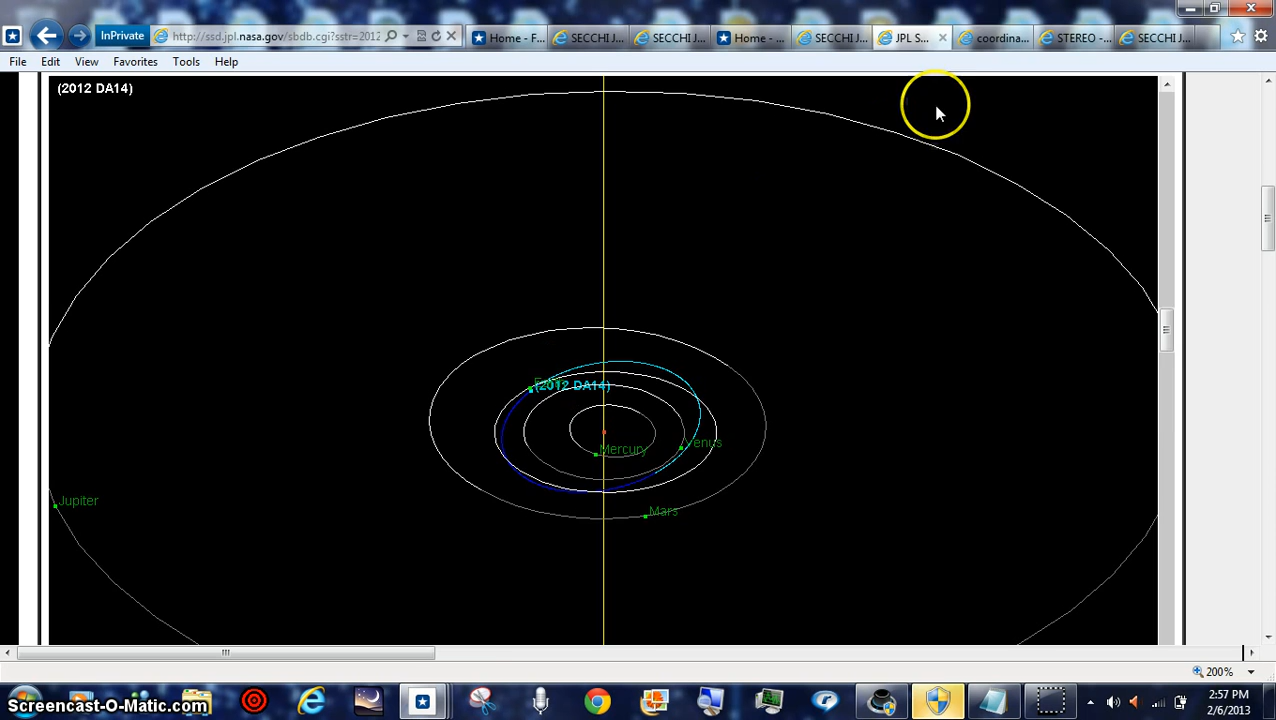 InPrivate
http://ssd.jpl.nasa.gov/sbdb.cgi?sstr=2012
Home - F...
SECCHI J...
SECCHI J...
Home - ...
SECCHI J...
JPL S...
coordina...
STEREO -...
SECCHI J...
File Edit View Favorites Tools Help
(2012 DA14)
(2012 DA14)
Venus
Mercury
Jupiter
Mars
200%
2:57 PM
2/6/2013
Screencast-O-Matic.com